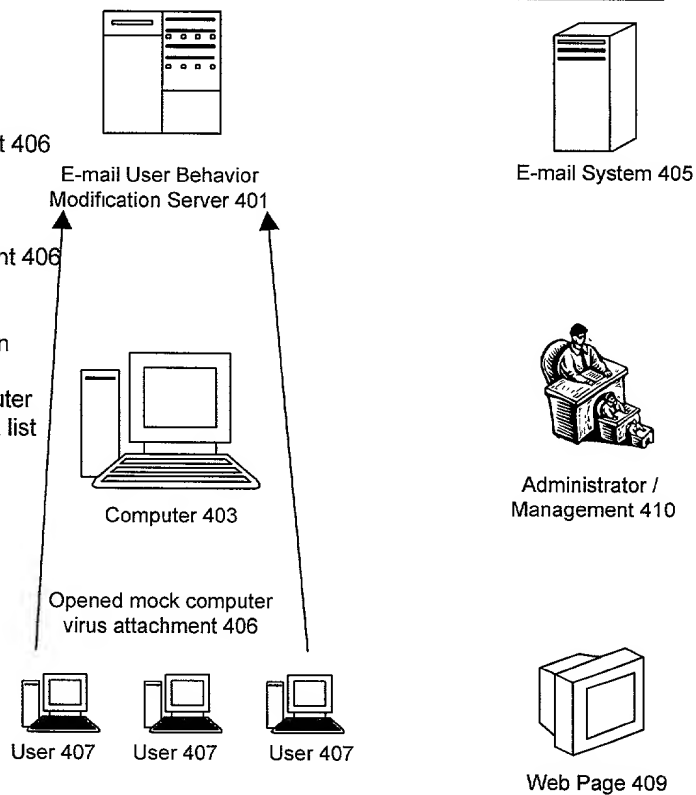 t 406
E-mail User Behavior
Modification Server 401
E-mail System 405
nt 406
n
uter
list
Computer 403
Administrator /
Management 410
Opened mock computer
virus attachment 406
User 407
User 407
User 407
Web Page 409